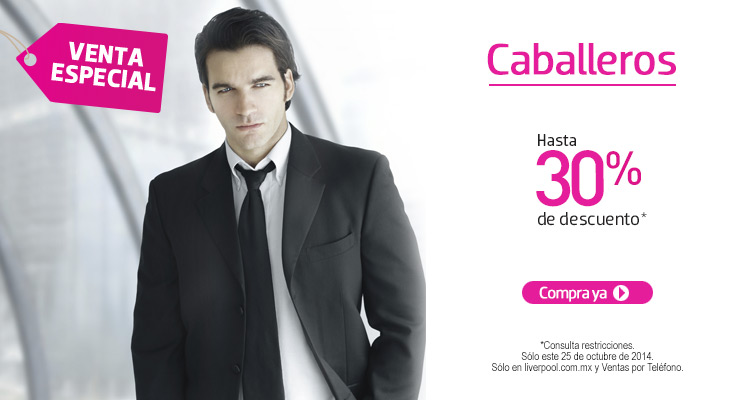 VENTA
ESPECIAL
Caballeros
Hasta
30%
de descuento*
Compra ya
*Consulta restricciones.
Sólo este 25 de octubre de 2014.
Sólo en liverpool.com.mx y Ventas por Teléfono.